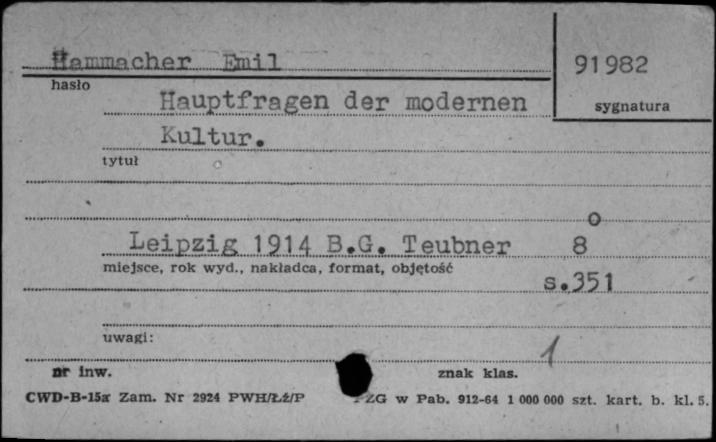 Hammacher Emil
91982
hasło
Hauptfragen der modernen
sygnatura
Kultur.
tytuł
o
Leipzig 1914 B.G. Teubner 8
miejsce, rok wyd., nakładca, format, objętość
s.351
uwagi:
1
nr inw.
znak klas.
CWD-B-15a Zam. Nr 2924 PWH/Łż/P ZG w Pab. 912-64 1 000 000 szt. kart. b. kl. 5.